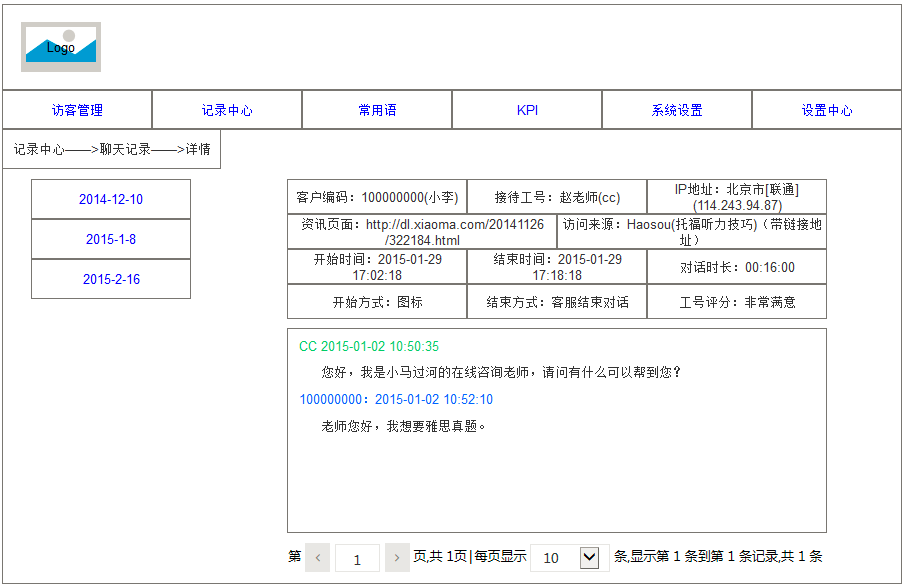 Logo
访客管理 记录中心 常用语 KPI 系统设置 设置中心
记录中心——>聊天记录——>详情
2014-12-10
2015-1-8
2015-2-16
客户编码：100000000(小李)
接待工号：赵老师(cc)
IP地址：北京市[联通]
(114.243.94.87)
资讯页面：http://dl.xiaoma.com/20141126
/322184.html
访问来源：Haosou(托福听力技巧)（带链接地
址）
开始时间：2015-01-29
17:02:18
结束时间：2015-01-29
17:18:18
对话时长：00:16:00
开始方式：图标
结束方式：客服结束对话
工号评分：非常满意
CC 2015-01-02 10:50:35
您好，我是小马过河的在线咨询老师，请问有什么可以帮到您？
100000000：2015-01-02 10:52:10
老师您好，我想要雅思真题。
第 < 1 > 页,共 1页|每页显示 10 条,显示第 1 条到第 1 条记录,共 1 条